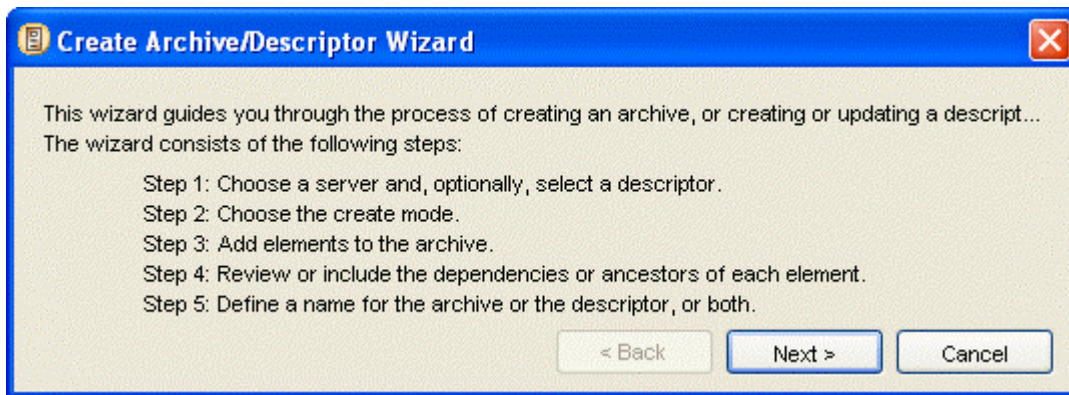 Create Archive/Descriptor Wizard
This wizard guides you through the process of creating an archive, or creating or updating a descript...
The wizard consists of the following steps:
Step 1: Choose a server and, optionally, select a descriptor.
Step 2: Choose the create mode.
Step 3: Add elements to the archive.
Step 4: Review or include the dependencies or ancestors of each element.
Step 5: Define a name for the archive or the descriptor, or both.
< Back Next > Cancel